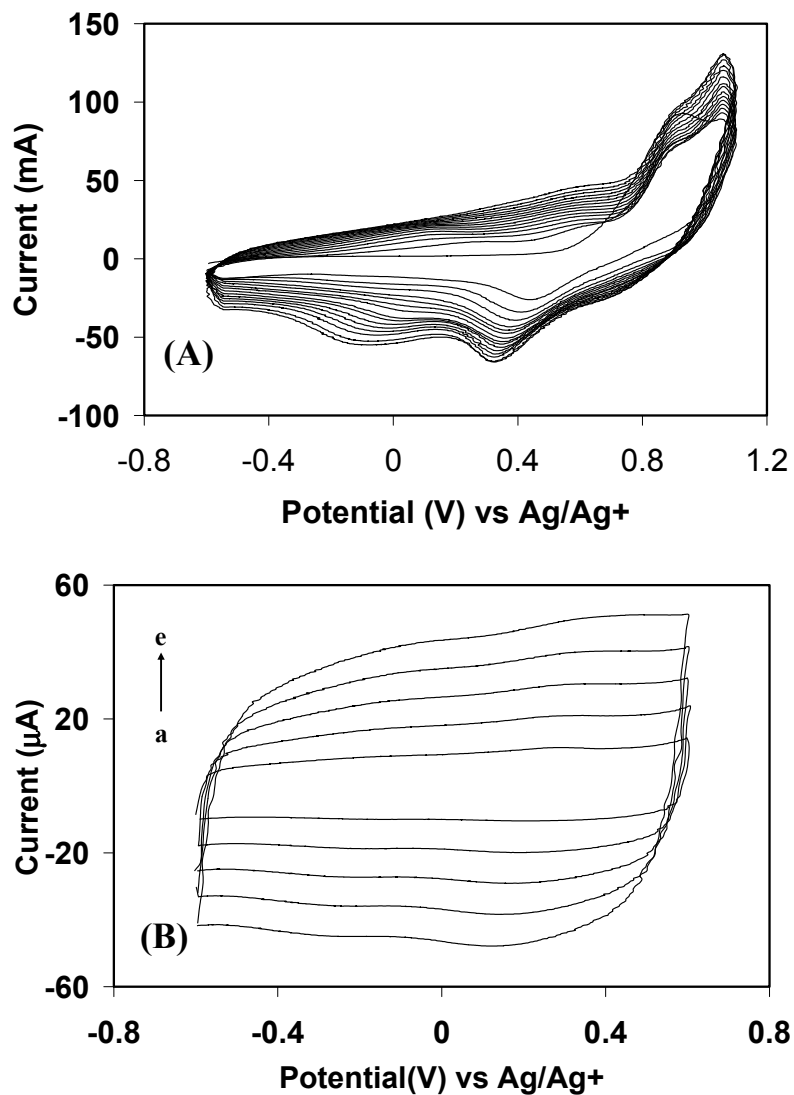 150
100
50
0
-50
-100
Current (mA)
(A)
-0.8 -0.4 0 0.4 0.8 1.2
Potential (V) vs Ag/Ag+
60
20
-20
-60
Current (μA)
e
a
(B)
-0.8 -0.4 0 0.4 0.8
Potential(V) vs Ag/Ag+